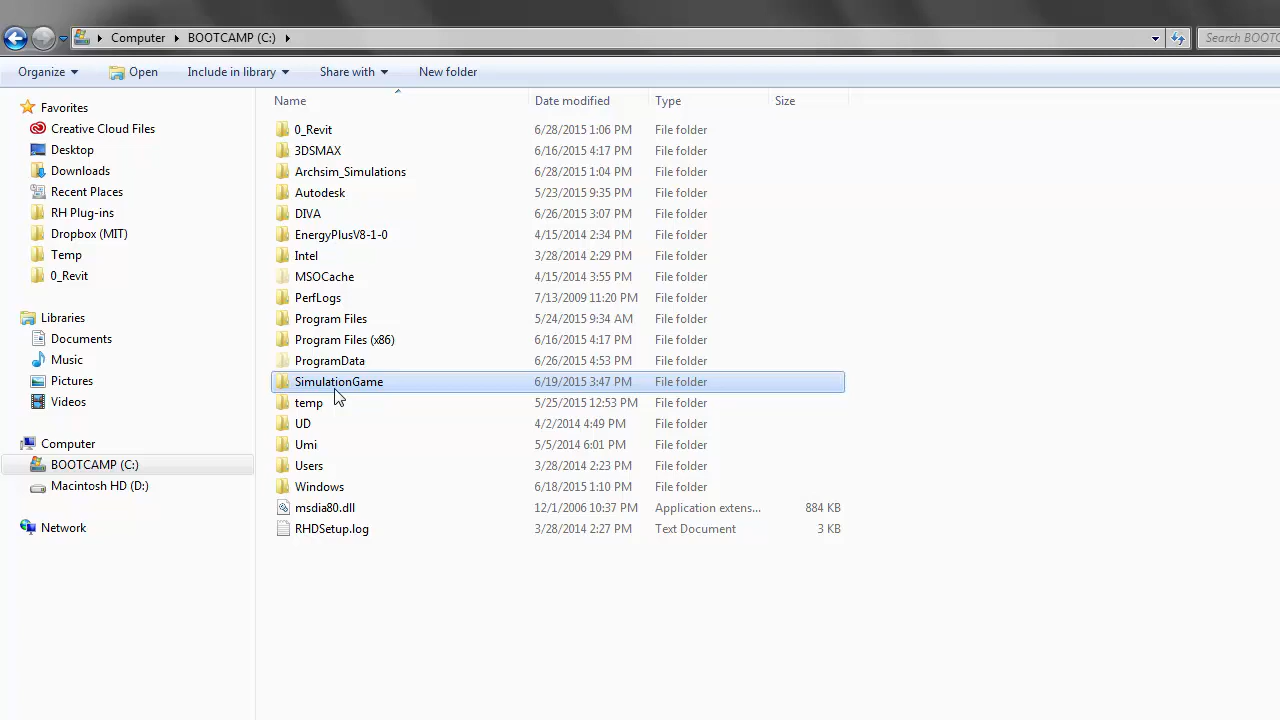 Computer BOOTCAMP (C:) Search BOOTC
Organize Open Include in library Share with New folder
Name Date modified Type Size
Favorites
Creative Cloud Files
Desktop
Downloads
Recent Places
RH Plug-ins
Dropbox (MIT)
Temp
0_Revit
Libraries
Documents
Music
Pictures
Videos
Computer
BOOTCAMP (C:)
Macintosh HD (D:)
Network
0_Revit 6/28/2015 1:06 PM File folder
3DSMAX 6/16/2015 4:17 PM File folder
Archsim_Simulations 6/28/2015 1:04 PM File folder
Autodesk 5/23/2015 9:35 PM File folder
DIVA 6/26/2015 3:07 PM File folder
EnergyPlusV8-1-0 4/15/2014 2:34 PM File folder
Intel 3/28/2014 2:29 PM File folder
MSOCache 4/15/2014 3:55 PM File folder
PerfLogs 7/13/2009 11:20 PM File folder
Program Files 5/24/2015 9:34 AM File folder
Program Files (x86) 6/16/2015 4:17 PM File folder
ProgramData 6/26/2015 4:53 PM File folder
SimulationGame 6/19/2015 3:47 PM File folder
temp 5/25/2015 12:53 PM File folder
UD 4/2/2014 4:49 PM File folder
Umi 5/5/2014 6:01 PM File folder
Users 3/28/2014 2:23 PM File folder
Windows 6/18/2015 1:10 PM File folder
msdia80.dll 12/1/2006 10:37 PM Application extens... 884 KB
RHDSetup.log 3/28/2014 2:27 PM Text Document 3 KB